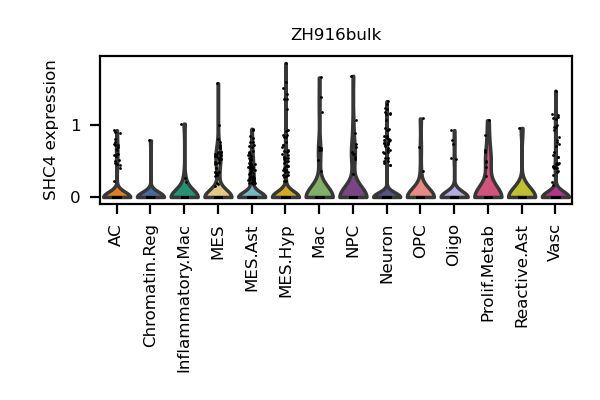 ZH916bulk
SHC4 expression
1
0
AC
Chromatin.Reg
Inflammatory.Mac
MES
MES.Ast
MES.Hyp
Mac
NPC
Neuron
OPC
Oligo
Prolif.Metab
Reactive.Ast
Vasc